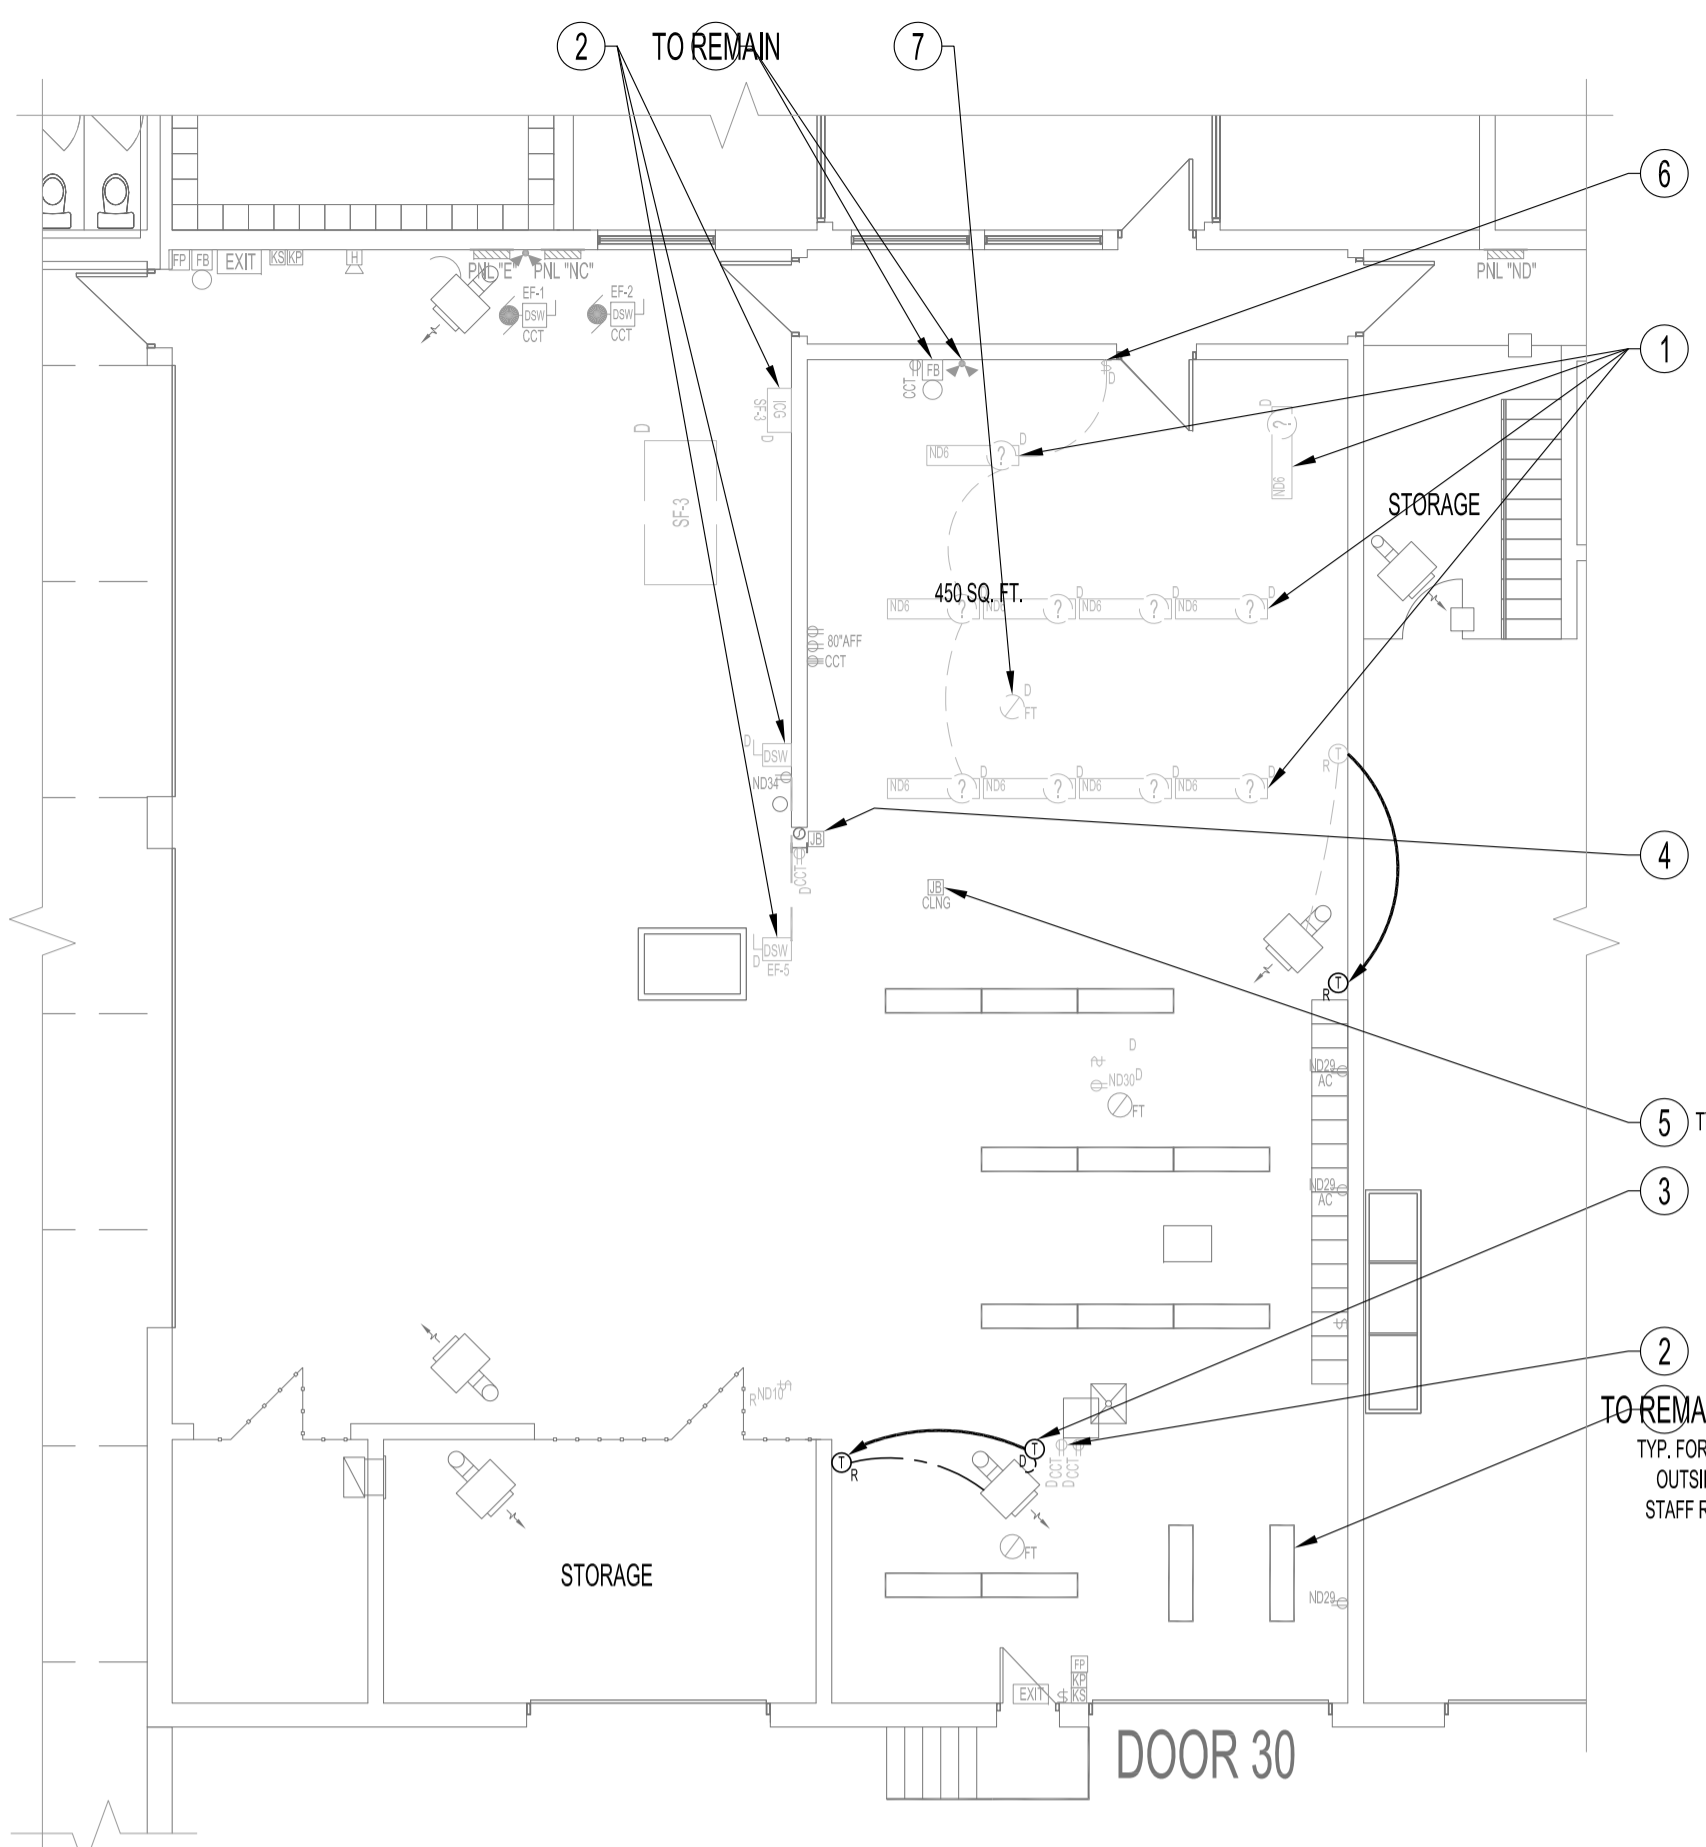 2
TO REMAIN
7
6
1
FP
FB
EXIT
KS
KP
H
PNL "E"
PNL "NC"
PNL "ND"
EF-1
DSW
CCT
EF-2
DSW
CCT
CCT
FB
$
D
ICG
SF-3
D
D
SF-3
ND6
?
D
D
?
ND6
STORAGE
450 SQ. FT.
ND6
?
D
ND6
?
D
ND6
?
D
ND6
?
D
80"AFF
CCT
D
FT
D
DSW
ND34
T
R
ND6
?
D
ND6
?
D
ND6
?
D
ND6
?
D
S
JB
4
CCT
D
JB
CLNG
D
DSW
EF-5
T
R
D
ND30
D
FT
ND29
AC
5
T
ND29
AC
3
$
2
TO REMA
TYP. FOR
OUTSI
STAFF R
R
ND10
$
T
R
T
D
CCT
D
CCT
D
FT
STORAGE
ND29
FP
KP
KS
EXIT
$
DOOR 30